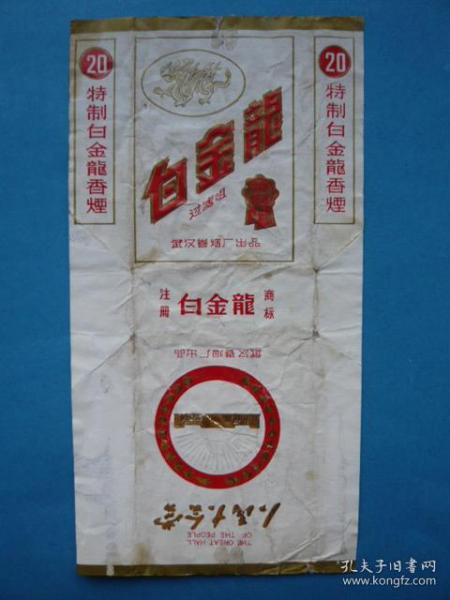 20
特制白金龍香煙
白金龍
过滤咀
武汉卷烟厂出品
20
特制白金龍香煙
注册
白金龍
商标
武汉卷烟厂出品
人民大会堂
THE GREAT HALL
OF THE PEOPLE
孔夫子旧书网
www.kongfz.com